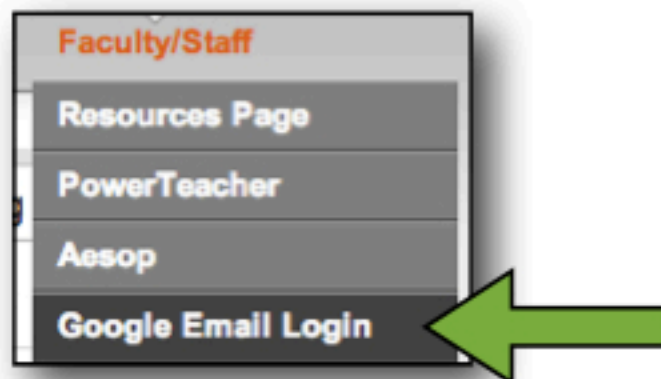 Faculty/Staff
Resources Page
PowerTeacher
Aesop
Google Email Login